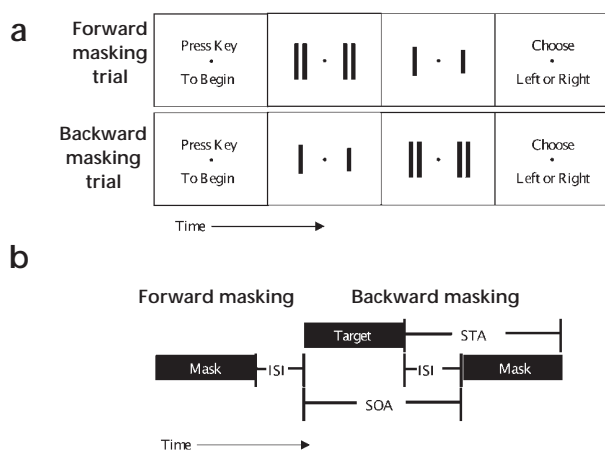 a
Forward
masking
trial
Press Key
To Begin
Choose
Left or Right
Backward
masking
trial
Press Key
To Begin
Choose
Left or Right
Time
b
Forward masking
Backward masking
Target
STA
Mask
ISI
ISI
Mask
SOA
Time